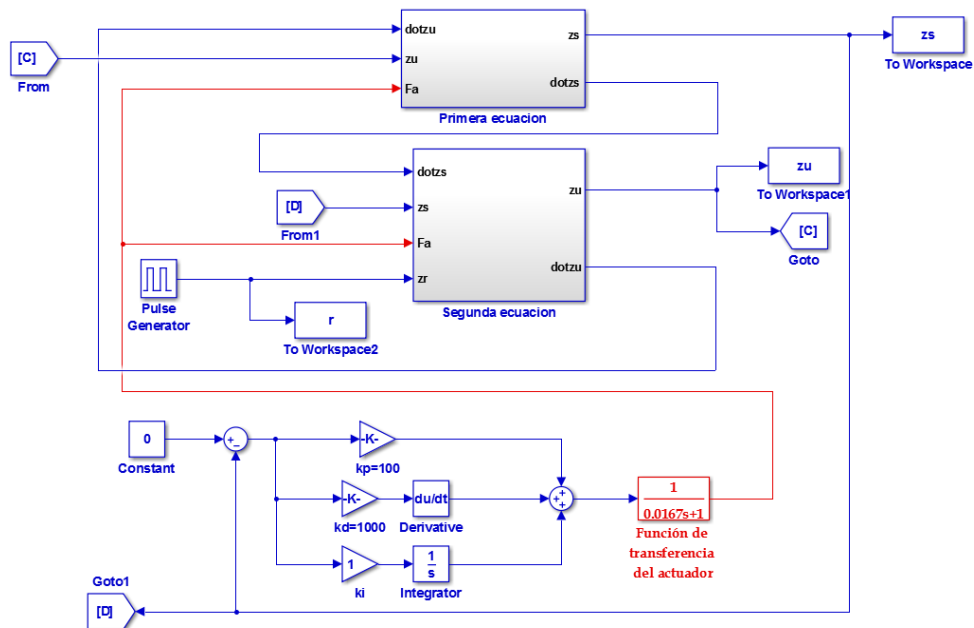 dotzu
zs
zs
[C]
zu
To Workspace
From
Fa
dotzs
Primera ecuacion
dotzs
zu
zu
To Workspace1
[D]
zs
From1
Fa
[C]
Goto
dotzu
zr
Pulse
Generator
Segunda ecuacion
r
To Workspace2
0
Constant
+
-
-K-
kp=100
-K-
kd=1000
du/dt
Derivative
1
ki
1
s
Integrator
+
+
+
1
0.0167s+1
Función de
transferencia
del actuador
Goto1
[D]